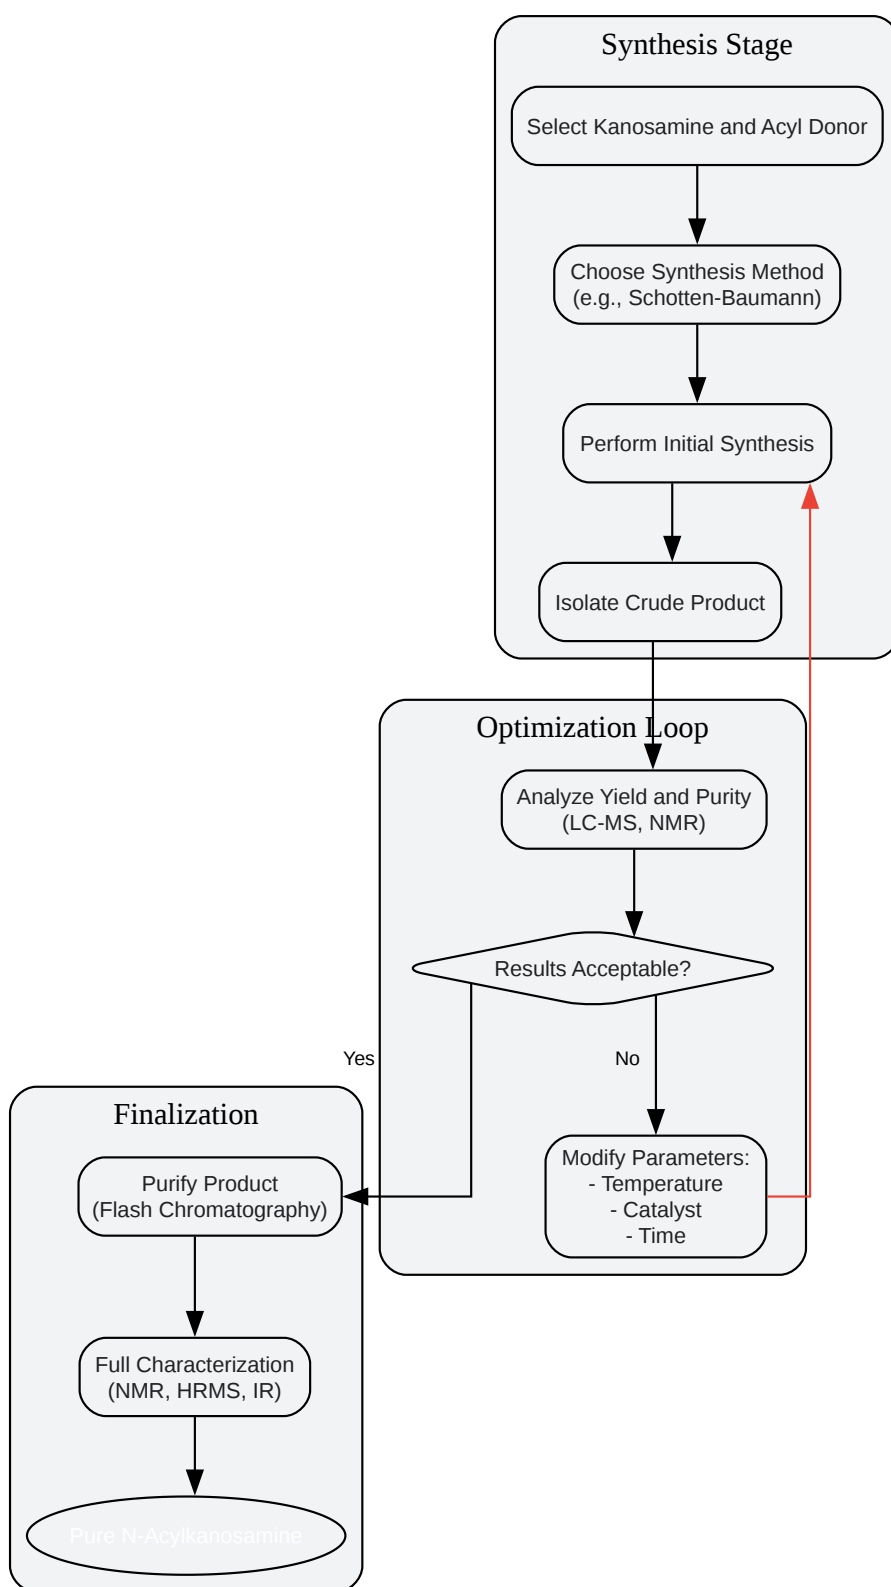 Synthesis Stage
Select Kanosamine and Acyl Donor
Choose Synthesis Method
(e.g., Schotten-Baumann)
Perform Initial Synthesis
Isolate Crude Product
Optimization Loop
Analyze Yield and Purity
(LC-MS, NMR)
Results Acceptable?
Yes
No
Modify Parameters:
- Temperature
- Catalyst
- Time
Finalization
Purify Product
(Flash Chromatography)
Full Characterization
(NMR, HRMS, IR)
Pure N-Acylkanosamine